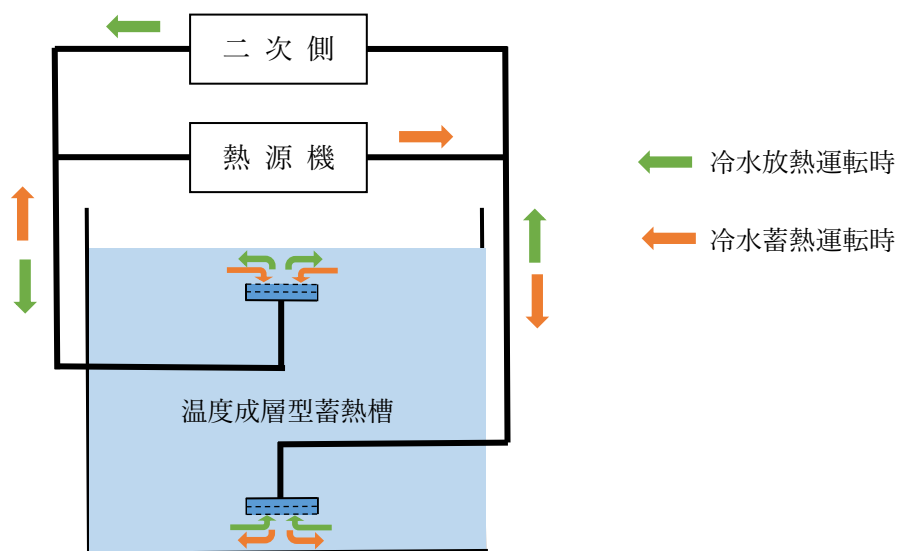 二次側
熱源機
冷水放熱運転時
冷水蓄熱運転時
温度成層型蓄熱槽